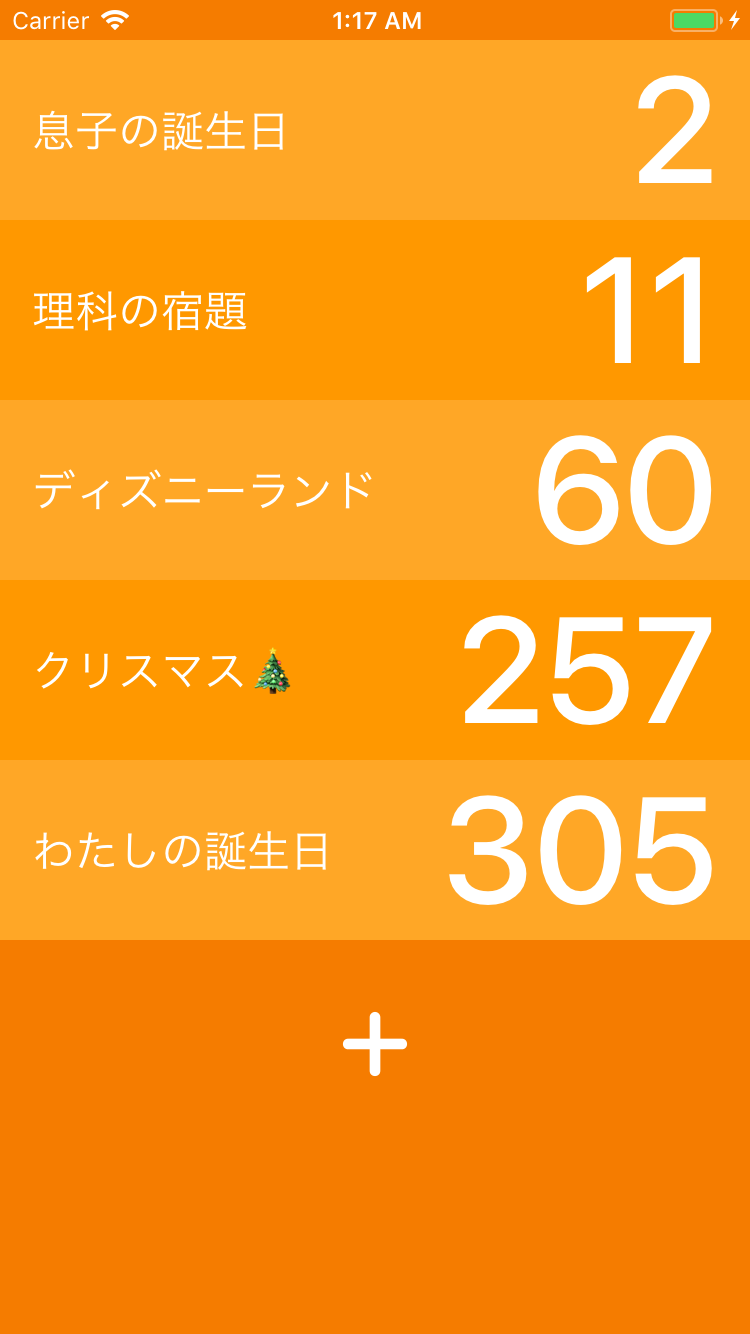 Carrier 1:17 AM
息子の誕生日 2
理科の宿題 11
ディズニーランド 60
クリスマス🎄 257
わたしの誕生日 305
+